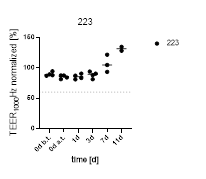 223
223
TEER1000Hz normalized [%]
150
100
50
0
0d b.t.
0d a.t.
1d
3d
7d
11d
time [d]